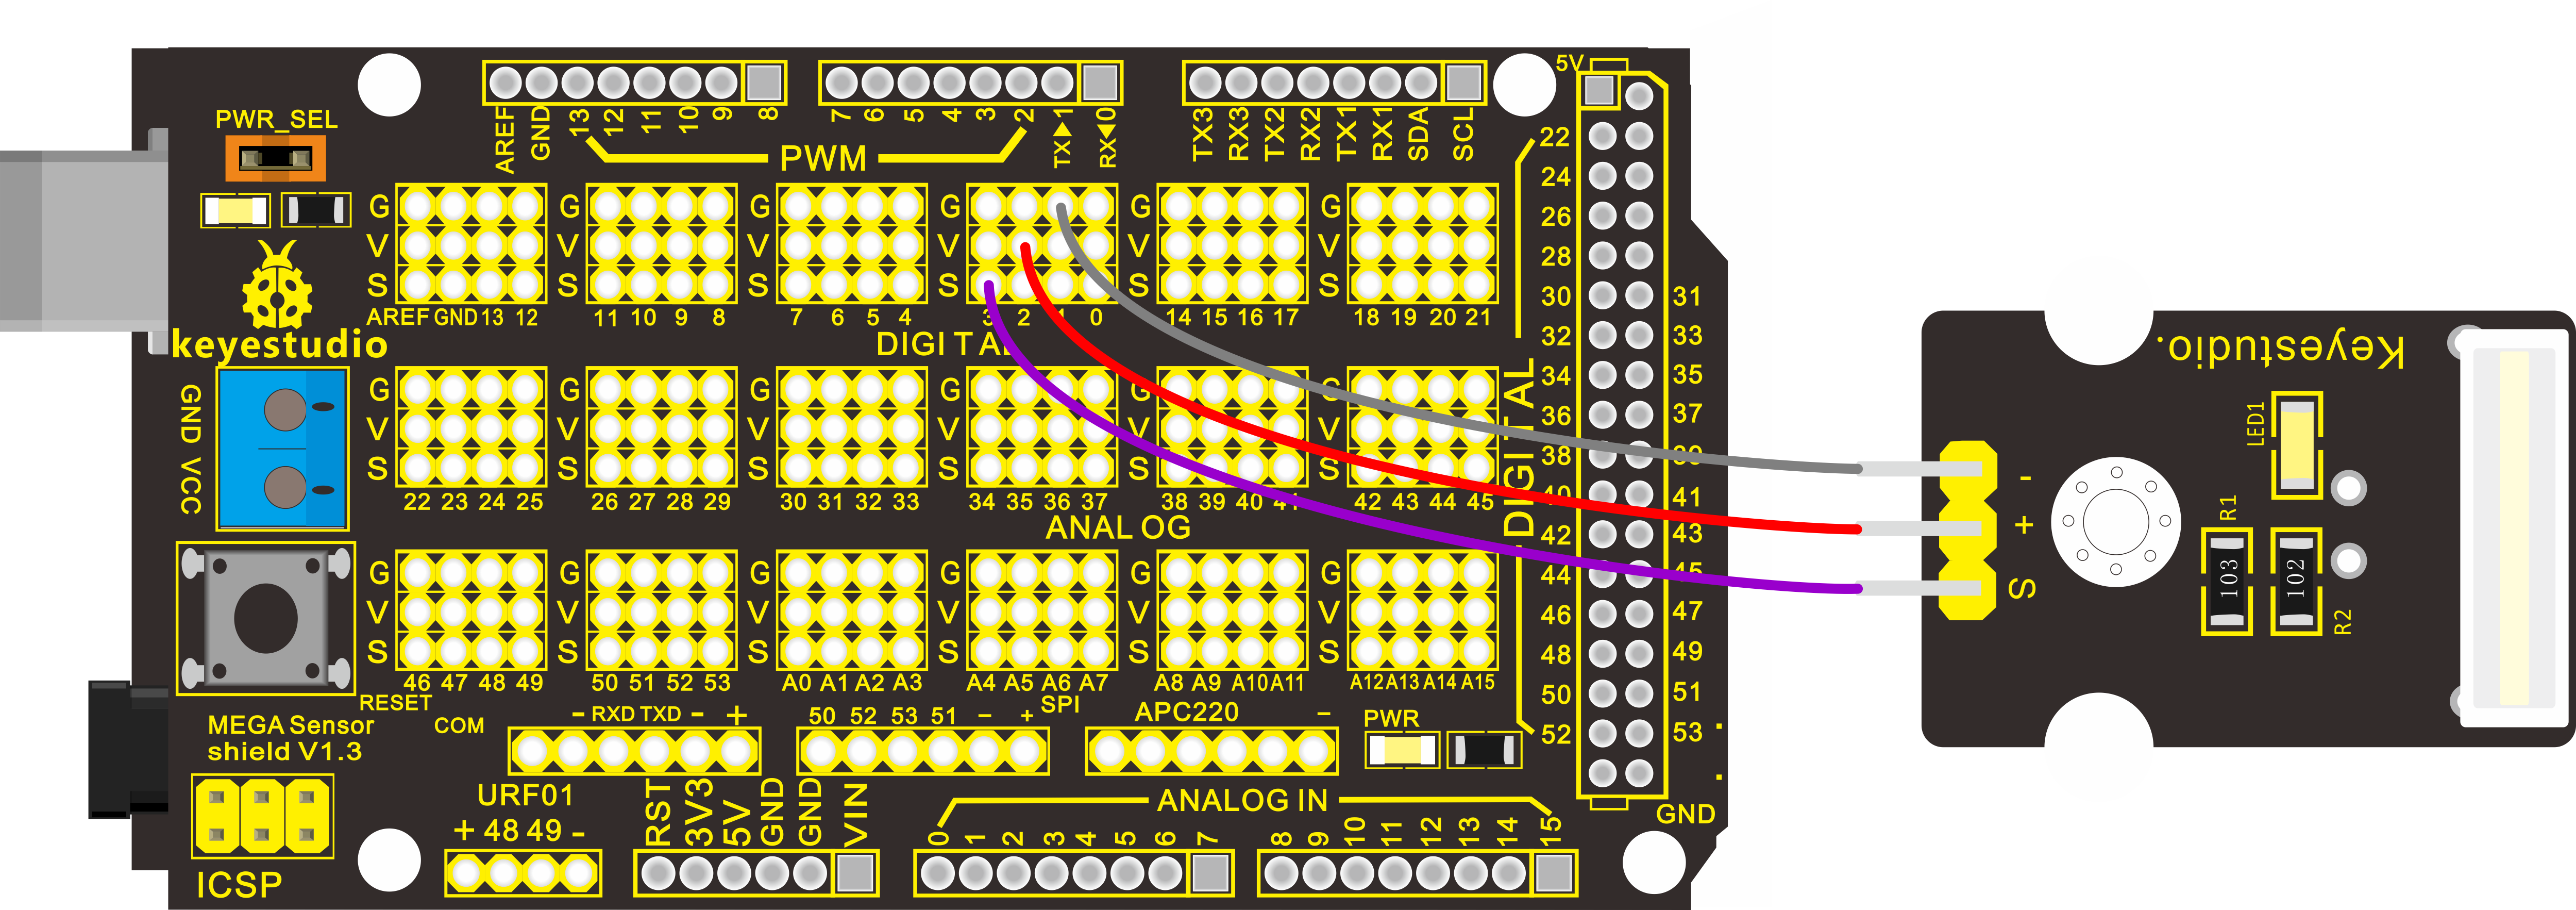 5V
PWR_SEL
AREF GND 13 12 11 10 9 8
7 6 5 4 3 2 TX▶1 RX◀0
TX3 RX3 TX2 RX2 TX1 RX1 SDA SCL
PWM
G G G G G G
V V V V V V
S S S S S S
AREF GND 13 12 11 10 9 8 7 6 5 4 3 2 1 0 14 15 16 17 18 19 20 21
DIGITAL
keyestudio
GND VCC
G G G G G G
V V V V V V
S S S S S
22 23 24 25 26 27 28 29 30 31 32 33 34 35 36 37 38 39 40 41 42 43 44 45
ANALOG
G G G G G G
V V V V V V
S S S S S S
46 47 48 49 50 51 52 53 A0 A1 A2 A3 A4 A5 A6 A7 A8 A9 A10 A11 A12 A13 A14 A15
RESET
MEGA Sensor
shield V1.3
COM
- RXD TXD - +
50 52 53 51 - +
SPI
APC220
-
PWR
URF01
+ 48 49 -
ICSP
RST 3V3 5V GND GND VIN
ANALOG IN
0 1 2 3 4 5 6 7
8 9 10 11 12 13 14 15
DIGITAL
22
24
26
28
30 31
32 33
34 35
36 37
38 39
40 41
42 43
44 45
46 47
48 49
50 51
52 53
GND
Keyestudio.
LED1
-
+
S
R1
103
102
R2